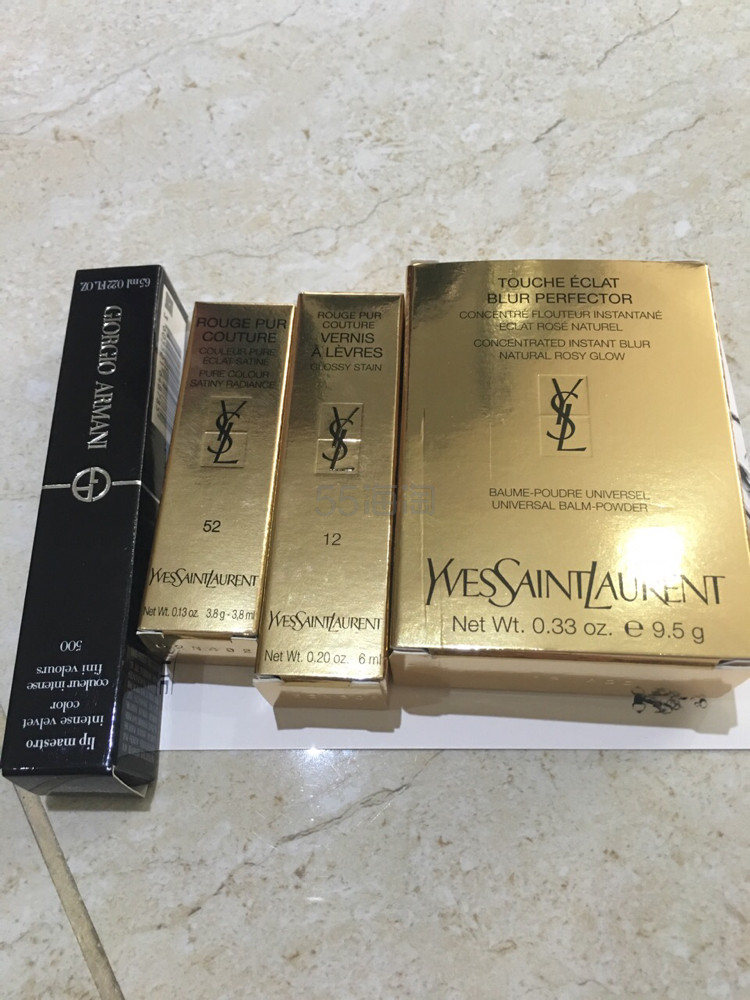 6.5 ml 0.22 FL. OZ.
GIORGIO ARMANI
500
fini velours
couleur intense
color
intense velvet
lip maestro
ROUGE PUR
COUTURE
COULEUR PURE
ÉCLAT SATINÉ
PURE COLOUR
SATINY RADIANCE
YSL
52
YVESSAINTLAURENT
Net Wt. 0.13 oz. 3.8 g - 3,8 ml
ROUGE PUR
COUTURE
VERNIS
À LÈVRES
GLOSSY STAIN
YSL
12
YVESSAINTLAURENT
Net Wt. 0.20 oz. 6 ml
TOUCHE ÉCLAT
BLUR PERFECTOR
CONCENTRÉ FLOUTEUR INSTANTANÉ
ÉCLAT ROSÉ NATUREL
CONCENTRATED INSTANT BLUR
NATURAL ROSY GLOW
YSL
BAUME-POUDRE UNIVERSEL
UNIVERSAL BALM-POWDER
YVESSAINTLAURENT
Net Wt. 0.33 oz. e 9.5 g